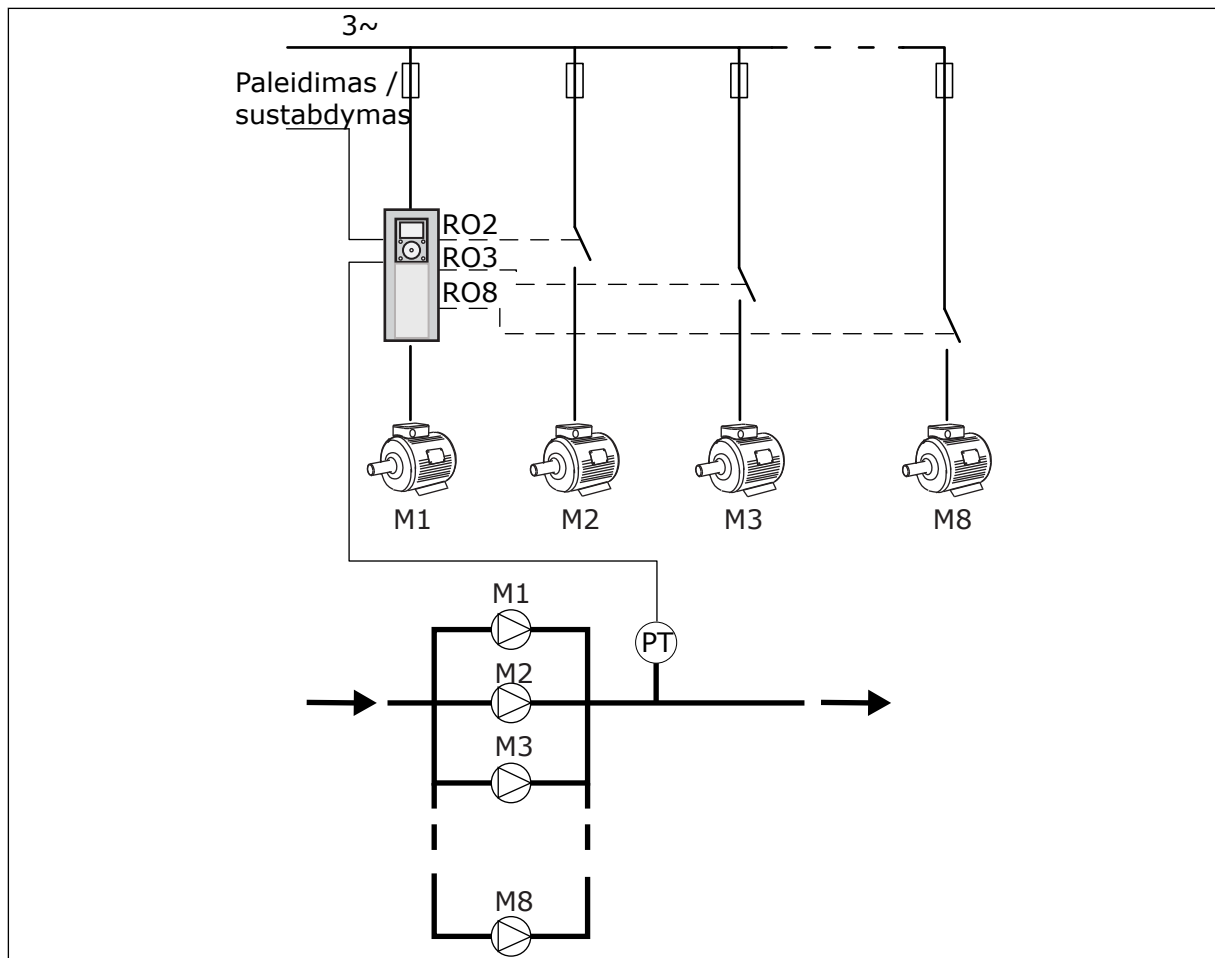 3~
Paleidimas /
sustabdymas
RO2
RO3
RO8
M1
M2
M3
M8
M1
PT
M2
M3
M8